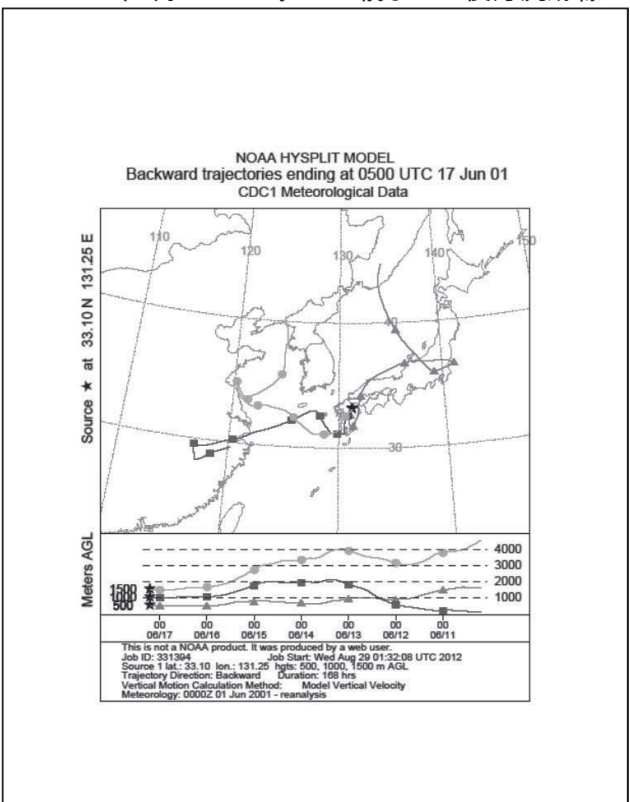 NOAA HYSPLIT MODEL
Backward trajectories ending at 0500 UTC 17 Jun 01
CDC1 Meteorological Data
Source ★ at 33.10 N 131.25 E
110
120
130
140
150
40
30
Meters AGL
4000
3000
2000
1000
1500
1000
500
00 00 00 00 00 00 00
06/17 06/16 06/15 06/14 06/13 06/12 06/11
This is not a NOAA product. It was produced by a web user.
Job ID: 331394 Job Start: Wed Aug 29 01:32:08 UTC 2012
Source 1 lat.: 33.10 lon.: 131.25 hgts: 500, 1000, 1500 m AGL
Trajectory Direction: Backward Duration: 168 hrs
Vertical Motion Calculation Method: Model Vertical Velocity
Meteorology: 0000Z 01 Jun 2001 - reanalysis